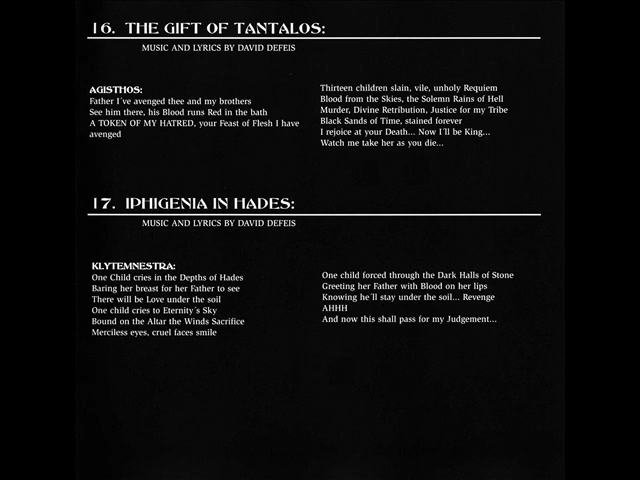 16. THE GIFT OF TANTALOS:
MUSIC AND LYRICS BY DAVID DEFEIS
AGISTHOS:
Father I´ve avenged thee and my brothers
See him there, his Blood runs Red in the bath
A TOKEN OF MY HATRED, your Feast of Flesh I have
avenged
Thirteen children slain, vile, unholy Requiem
Blood from the Skies, the Solemn Rains of Hell
Murder, Divine Retribution, Justice for my Tribe
Black Sands of Time, stained forever
I rejoice at your Death... Now I´ll be King...
Watch me take her as you die...
17. IPHIGENIA IN HADES:
MUSIC AND LYRICS BY DAVID DEFEIS
KLYTEMNESTRA:
One Child cries in the Depths of Hades
Baring her breast for her Father to see
There will be Love under the soil
One child cries to Eternity´s Sky
Bound on the Altar the Winds Sacrifice
Merciless eyes, cruel faces smile
One child forced through the Dark Halls of Stone
Greeting her Father with Blood on her lips
Knowing he´ll stay under the soil... Revenge
AHHH
And now this shall pass for my Judgement...